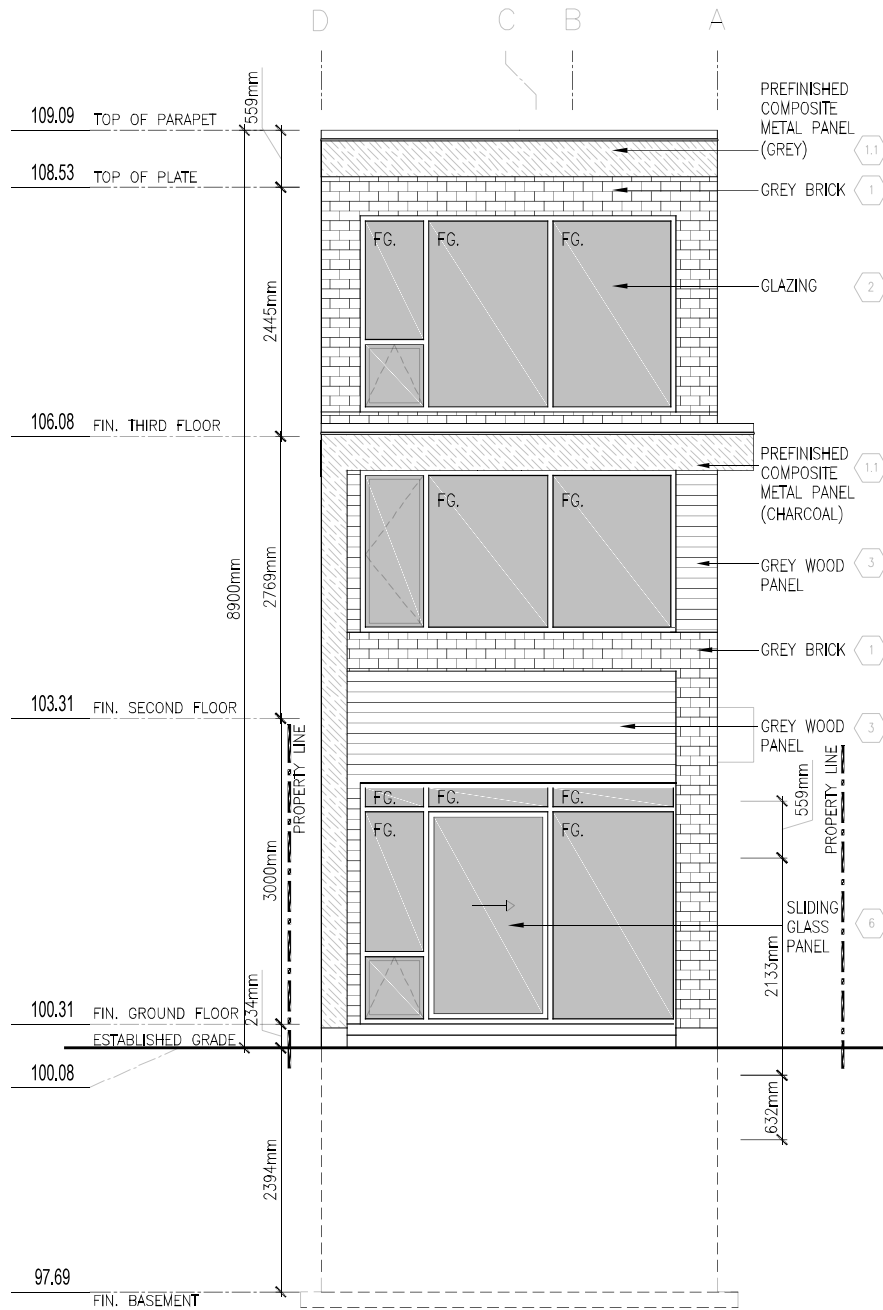 D C B A
109.09 TOP OF PARAPET
559mm
PREFINISHED
COMPOSITE
METAL PANEL
(GREY)
1.1
108.53 TOP OF PLATE
GREY BRICK 1
FG. FG. FG.
2445mm
GLAZING 2
106.08 FIN. THIRD FLOOR
PREFINISHED
COMPOSITE
METAL PANEL
(CHARCOAL)
1.1
FG. FG.
8900mm
2769mm
GREY WOOD
PANEL
3
GREY BRICK 1
103.31 FIN. SECOND FLOOR
GREY WOOD
PANEL
3
PROPERTY LINE
559mm
PROPERTY LINE
FG. FG. FG.
FG. FG.
3000mm
SLIDING
GLASS
PANEL
6
2133mm
234mm
100.31 FIN. GROUND FLOOR
ESTABLISHED GRADE
100.08
632mm
2394mm
97.69
FIN. BASEMENT